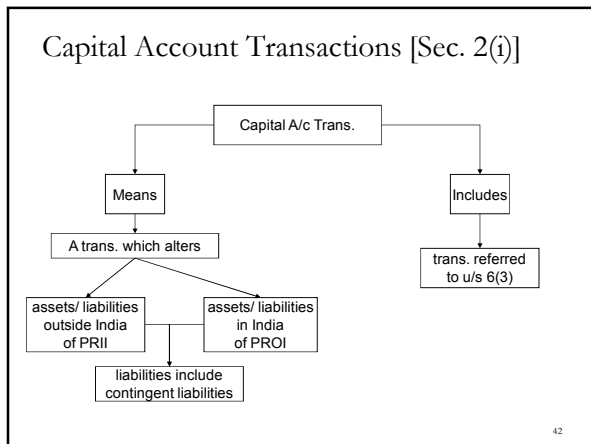 Capital Account Transactions [Sec. 2(i)]
Capital A/c Trans.
Means
Includes
A trans. which alters
trans. referred
to u/s 6(3)
assets/ liabilities
outside India
of PRII
assets/ liabilities
in India
of PROI
liabilities include
contingent liabilities
42